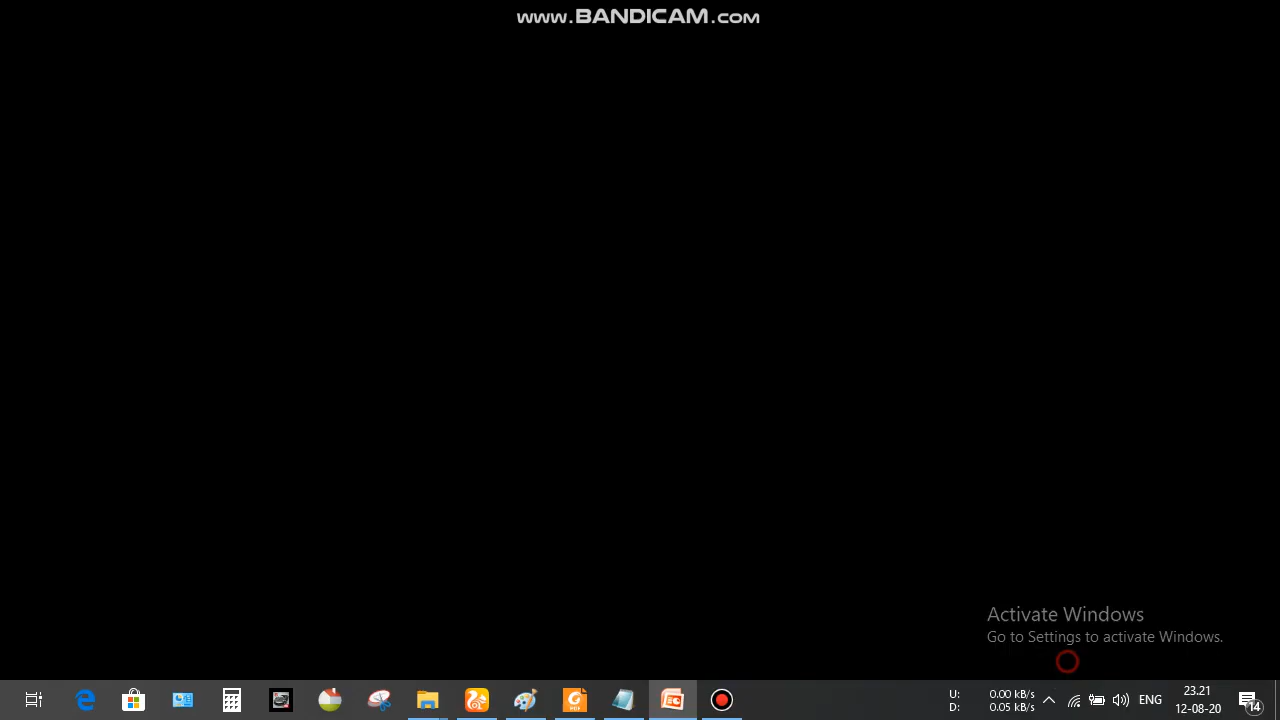 www.BANDICAM.com
Activate Windows
Go to Settings to activate Windows.
U: 0.00 kB/s
D: 0.05 kB/s
ENG
23.21
12-08-20
14
PDF